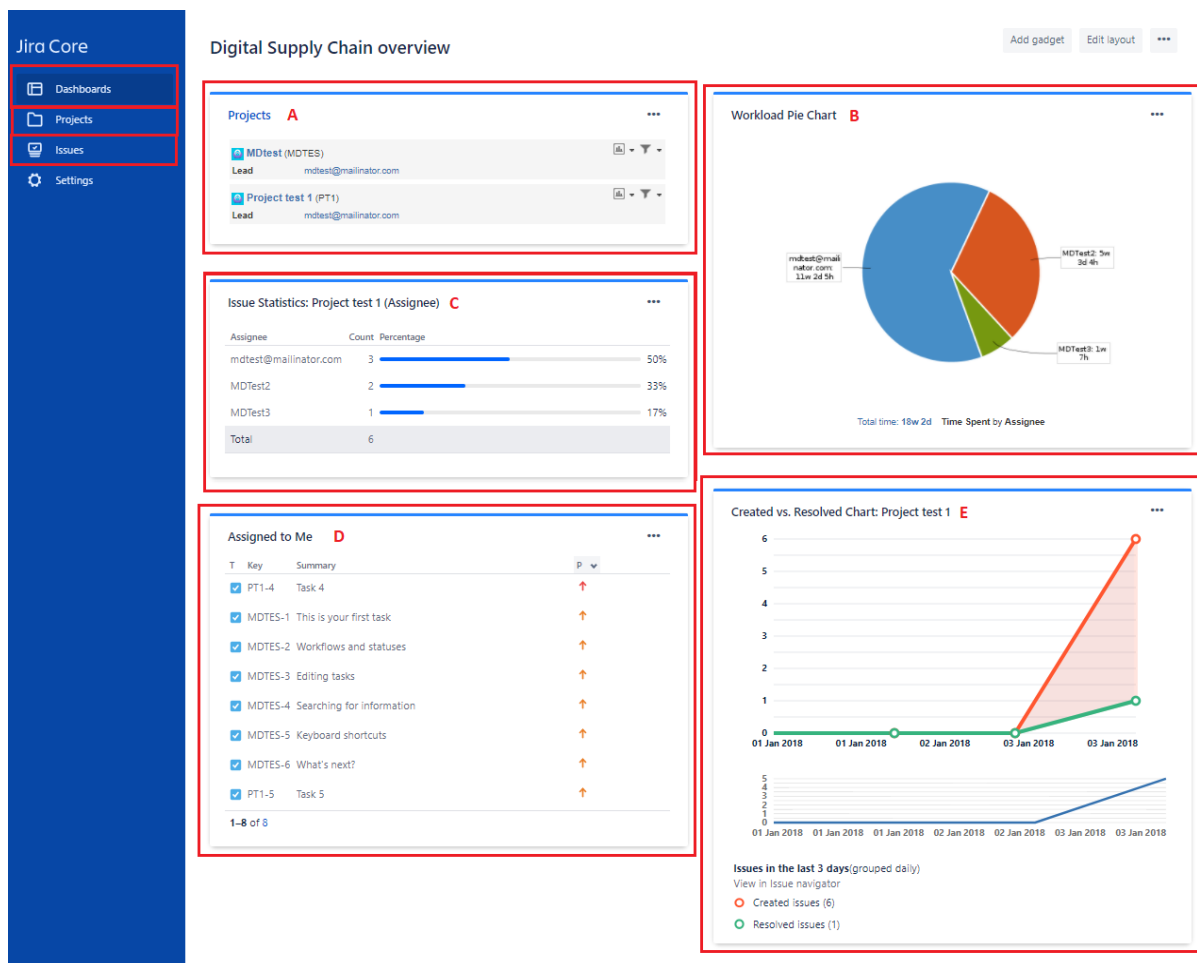 Jira Core
Dashboards
Projects
Issues
Settings
Digital Supply Chain overview
Add gadget Edit layout •••
Projects A •••
MDtest (MDTES)
Lead mdtest@mailinator.com
Project test 1 (PT1)
Lead mdtest@mailinator.com
Workload Pie Chart B •••
mdtest@mail
nator.com:
11w 2d 5h
MDTest2: 5w
3d 4h
MDTest3: 1w
7h
Total time: 18w 2d Time Spent by Assignee
Issue Statistics: Project test 1 (Assignee) C •••
Assignee Count Percentage
mdtest@mailinator.com 3 50%
MDTest2 2 33%
MDTest3 1 17%
Total 6
Assigned to Me D •••
T Key Summary P
PT1-4 Task 4
MDTES-1 This is your first task
MDTES-2 Workflows and statuses
MDTES-3 Editing tasks
MDTES-4 Searching for information
MDTES-5 Keyboard shortcuts
MDTES-6 What's next?
PT1-5 Task 5
1–8 of 8
Created vs. Resolved Chart: Project test 1 E •••
6
5
4
3
2
1
0
01 Jan 2018 01 Jan 2018 02 Jan 2018 03 Jan 2018 03 Jan 2018
5
4
3
2
1
0
01 Jan 2018 01 Jan 2018 01 Jan 2018 02 Jan 2018 02 Jan 2018 03 Jan 2018 03 Jan 2018
Issues in the last 3 days(grouped daily)
View in Issue navigator
Created issues (6)
Resolved issues (1)